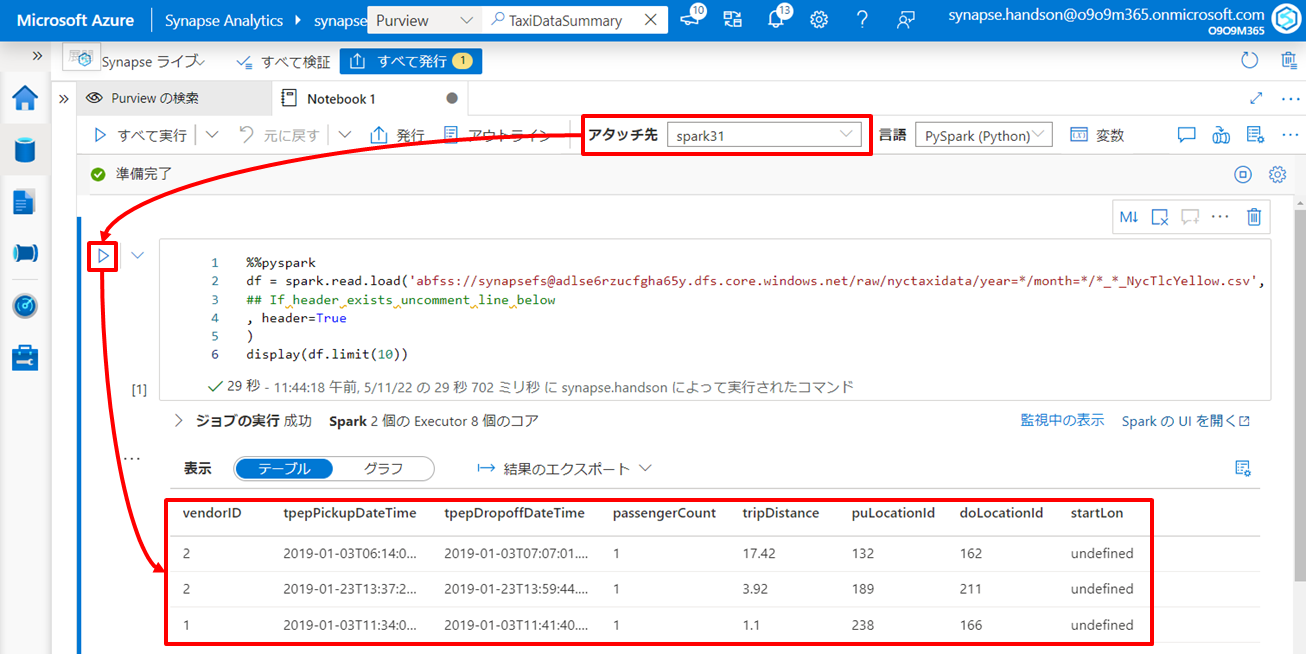 Microsoft Azure Synapse Analytics synapse Purview TaxiDataSummary 10 13 synapse.handson@o9o9m365.onmicrosoft.com
O9O9M365
Synapse ライブ すべて検証 すべて発行 1
Purview の検索 Notebook 1
すべて実行 元に戻す 発行 アウトライン アタッチ先 spark31 言語 PySpark (Python) 変数
準備完了
M↓
1 %%pyspark
2 df = spark.read.load('abfss://synapsefs@adlse6rzucfgha65y.dfs.core.windows.net/raw/nyctaxidata/year=*/month=*/*_*_NycTlcYellow.csv',
3 ## If header exists uncomment line below
4 , header=True
5 )
6 display(df.limit(10))
[1] 29 秒 - 11:44:18 午前, 5/11/22 の 29 秒 702 ミリ秒 に synapse.handson によって実行されたコマンド
ジョブの実行 成功 Spark 2 個の Executor 8 個のコア 監視中の表示 Spark の UI を開く
表示 テーブル グラフ 結果のエクスポート
vendorID tpepPickupDateTime tpepDropoffDateTime passengerCount tripDistance puLocationId doLocationId startLon
2 2019-01-03T06:14:0... 2019-01-03T07:07:01.... 1 17.42 132 162 undefined
2 2019-01-23T13:37:2... 2019-01-23T13:59:44.... 1 3.92 189 211 undefined
1 2019-01-03T11:34:0... 2019-01-03T11:41:40.... 1 1.1 238 166 undefined